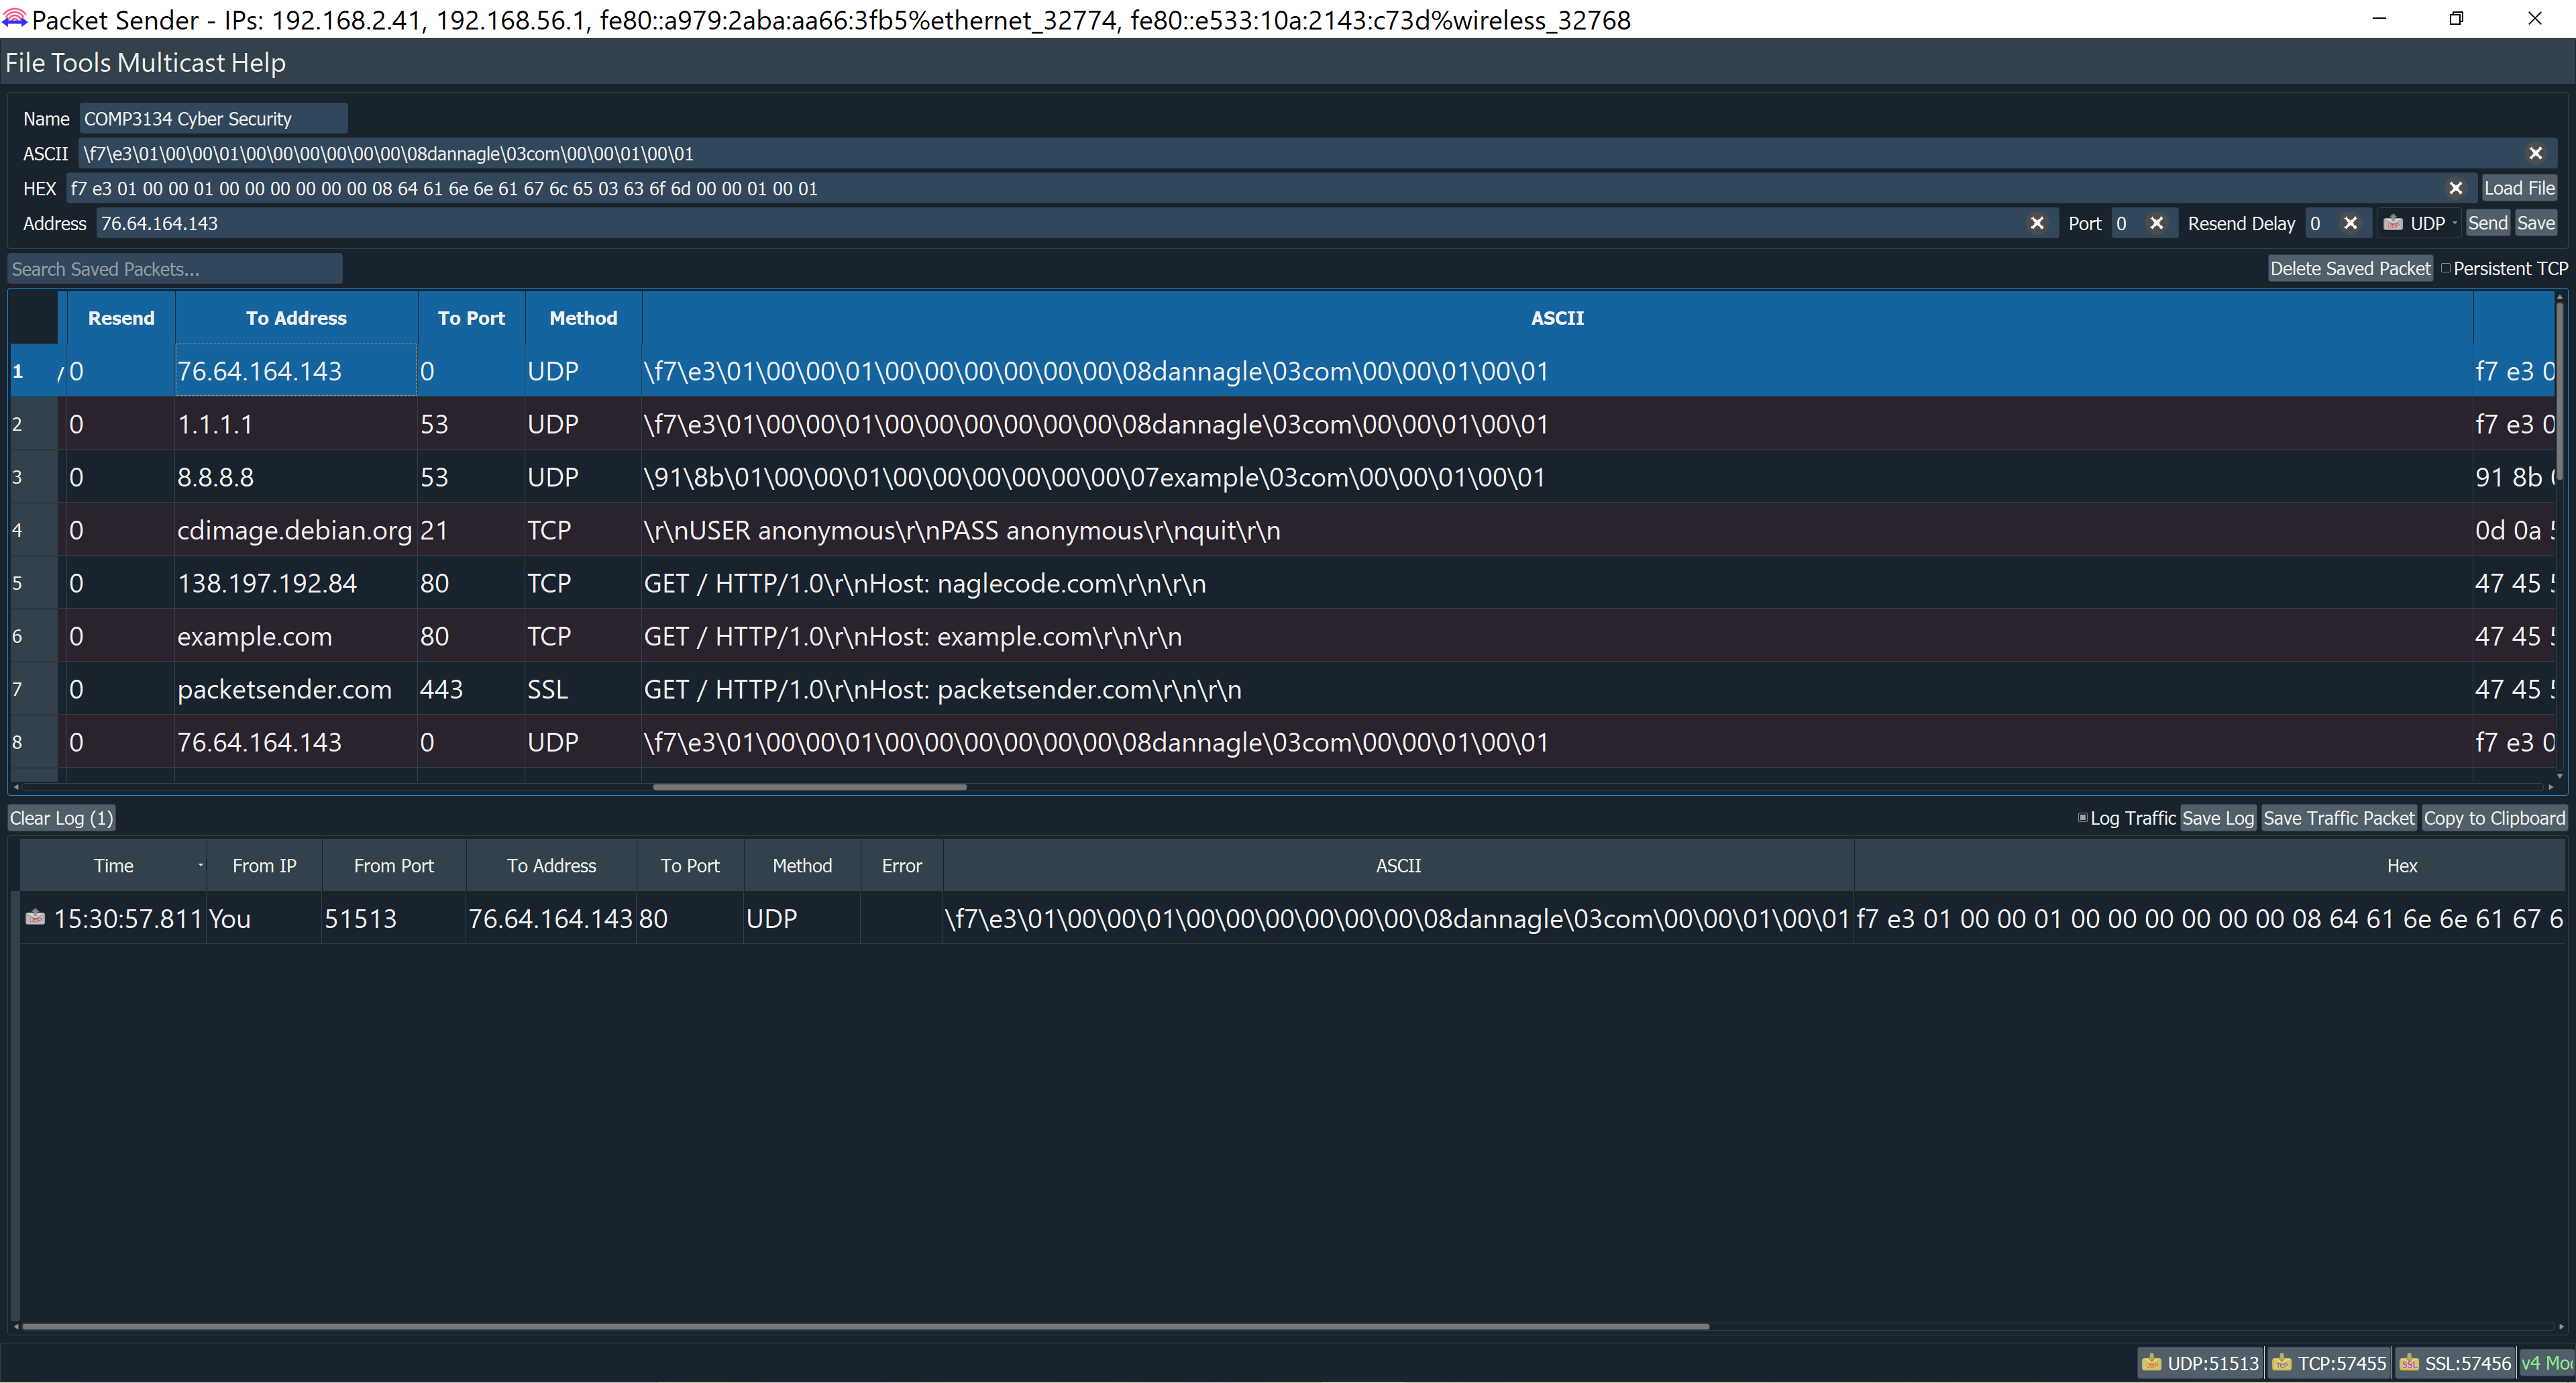 Packet Sender - IPs: 192.168.2.41, 192.168.56.1, fe80::a979:2aba:aa66:3fb5%ethernet_32774, fe80::e533:10a:2143:c73d%wireless_32768
File Tools Multicast Help
Name COMP3134 Cyber Security
ASCII \f7\e3\01\00\00\01\00\00\00\00\00\00\08dannagle\03com\00\00\01\00\01
HEX f7 e3 01 00 00 01 00 00 00 00 00 00 08 64 61 6e 6e 61 67 6c 65 03 63 6f 6d 00 00 01 00 01 Load File
Address 76.64.164.143 Port 0 Resend Delay 0 UDP Send Save
Search Saved Packets... Delete Saved Packet Persistent TCP
Resend To Address To Port Method ASCII
1 0 76.64.164.143 0 UDP \f7\e3\01\00\00\01\00\00\00\00\00\00\08dannagle\03com\00\00\01\00\01 f7 e3 0
2 0 1.1.1.1 53 UDP \f7\e3\01\00\00\01\00\00\00\00\00\00\08dannagle\03com\00\00\01\00\01 f7 e3 0
3 0 8.8.8.8 53 UDP \91\8b\01\00\00\01\00\00\00\00\00\00\07example\03com\00\00\01\00\01 91 8b
4 0 cdimage.debian.org 21 TCP \r\nUSER anonymous\r\nPASS anonymous\r\nquit\r\n 0d 0a
5 0 138.197.192.84 80 TCP GET / HTTP/1.0\r\nHost: naglecode.com\r\n\r\n 47 45
6 0 example.com 80 TCP GET / HTTP/1.0\r\nHost: example.com\r\n\r\n 47 45
7 0 packetsender.com 443 SSL GET / HTTP/1.0\r\nHost: packetsender.com\r\n\r\n 47 45
8 0 76.64.164.143 0 UDP \f7\e3\01\00\00\01\00\00\00\00\00\00\08dannagle\03com\00\00\01\00\01 f7 e3 0
Clear Log (1) Log Traffic Save Log Save Traffic Packet Copy to Clipboard
Time From IP From Port To Address To Port Method Error ASCII Hex
15:30:57.811 You 51513 76.64.164.143 80 UDP \f7\e3\01\00\00\01\00\00\00\00\00\00\08dannagle\03com\00\00\01\00\01 f7 e3 01 00 00 01 00 00 00 00 00 00 08 64 61 6e 6e 61 67 6
UDP:51513 TCP:57455 SSL:57456 v4